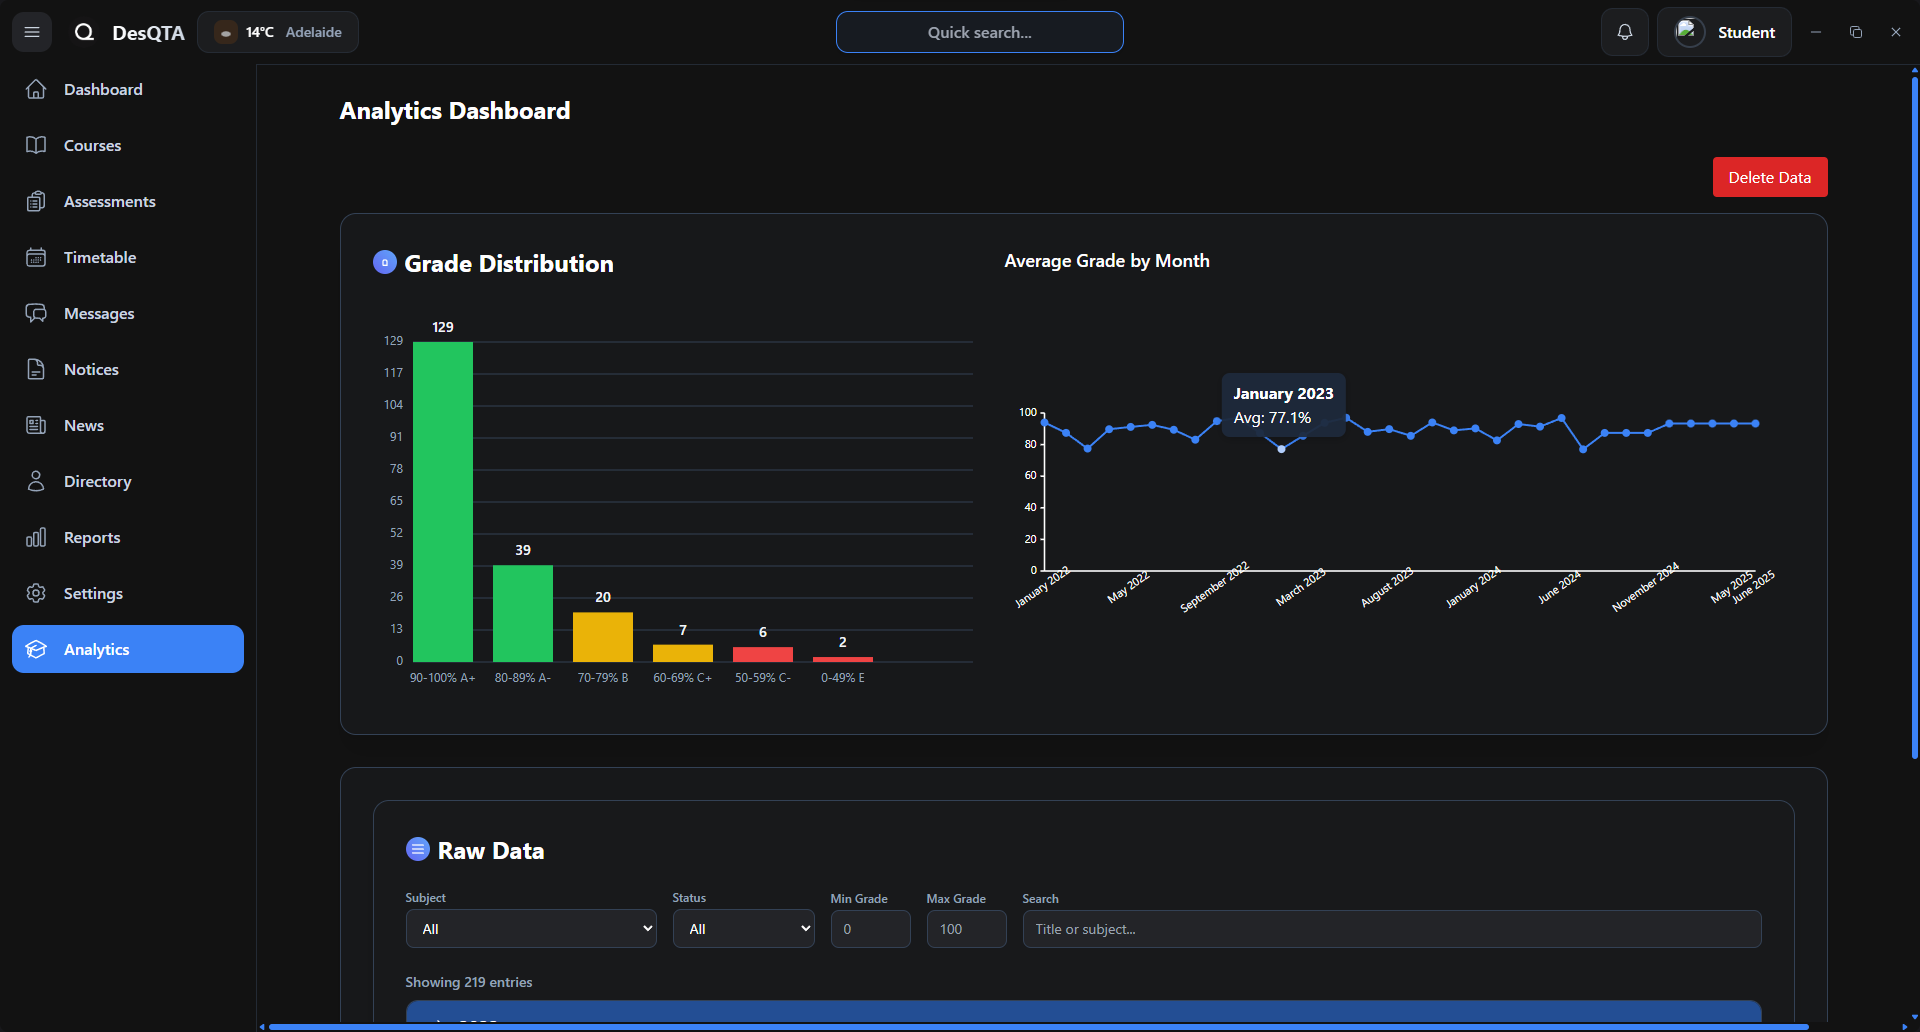 DesQTA
14°C Adelaide
Quick search...
Student
Dashboard
Courses
Assessments
Timetable
Messages
Notices
News
Directory
Reports
Settings
Analytics
Analytics Dashboard
Delete Data
Grade Distribution
129
129
117
104
91
78
65
52
39
26
13
0
39
20
7
6
2
90-100% A+
80-89% A-
70-79% B
60-69% C+
50-59% C-
0-49% E
Average Grade by Month
January 2023
Avg: 77.1%
100
80
60
40
20
0
January 2022
May 2022
September 2022
March 2023
August 2023
January 2024
June 2024
November 2024
May 2025
June 2025
Raw Data
Subject
All
Status
All
Min Grade
0
Max Grade
100
Search
Title or subject...
Showing 219 entries